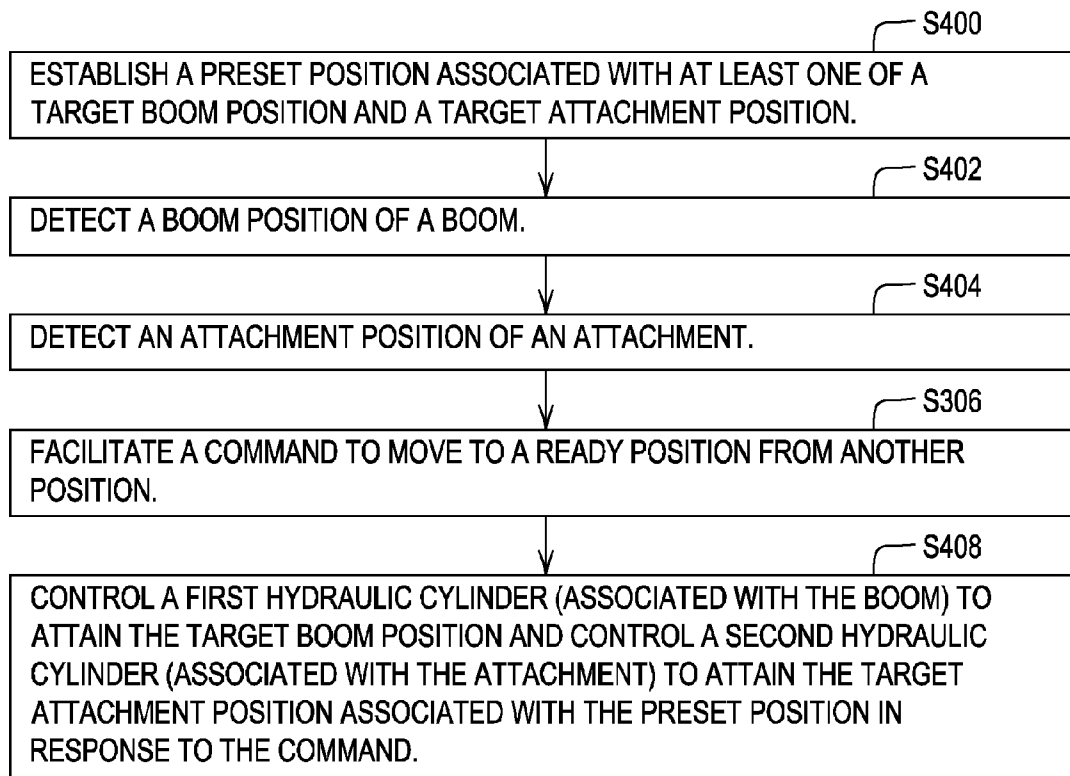 S400
ESTABLISH A PRESET POSITION ASSOCIATED WITH AT LEAST ONE OF A
TARGET BOOM POSITION AND A TARGET ATTACHMENT POSITION.
S402
DETECT A BOOM POSITION OF A BOOM.
S404
DETECT AN ATTACHMENT POSITION OF AN ATTACHMENT.
S306
FACILITATE A COMMAND TO MOVE TO A READY POSITION FROM ANOTHER
POSITION.
S408
CONTROL A FIRST HYDRAULIC CYLINDER (ASSOCIATED WITH THE BOOM) TO
ATTAIN THE TARGET BOOM POSITION AND CONTROL A SECOND HYDRAULIC
CYLINDER (ASSOCIATED WITH THE ATTACHMENT) TO ATTAIN THE TARGET
ATTACHMENT POSITION ASSOCIATED WITH THE PRESET POSITION IN
RESPONSE TO THE COMMAND.